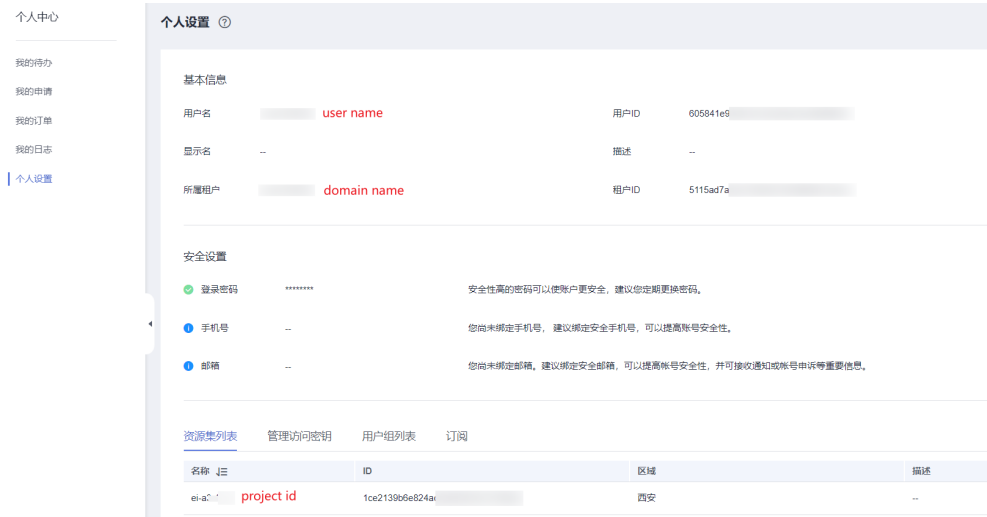 个人中心
个人设置
我的待办
我的申请
我的订单
我的日志
个人设置
基本信息
用户名 user name 用户ID 605841e9
显示名 -- 描述 --
所属租户 domain name 租户ID 5115ad7a
安全设置
登录密码 ******** 安全性高的密码可以使账户更安全，建议您定期更换密码。
手机号 -- 您尚未绑定手机号， 建议绑定安全手机号，可以提高账号安全性。
邮箱 -- 您尚未绑定邮箱。建议绑定安全邮箱，可以提高帐号安全性，并可接收通知或帐号申诉等重要信息。
资源集列表 管理访问密钥 用户组列表 订阅
名称 ID 区域 描述
project id 1ce2139b6e824a 西安 --